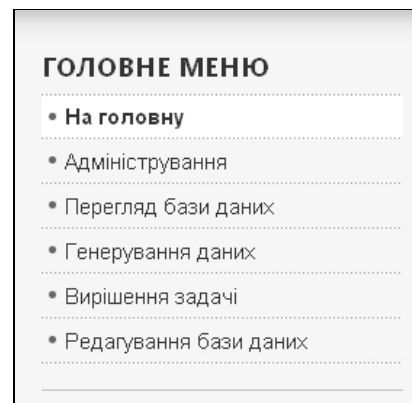 ГОЛОВНЕ МЕНЮ
• На головну
• Адміністрування
• Перегляд бази даних
• Генерування даних
• Вирішення задачі
• Редагування бази даних